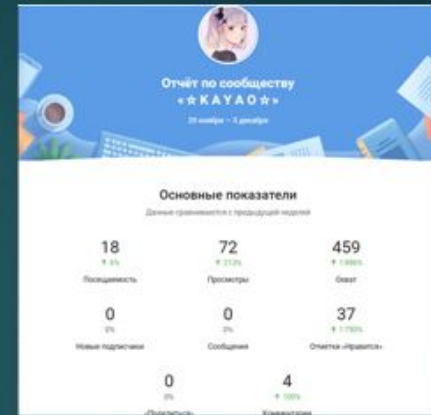 Отчёт по сообществу
«☆KAYAO☆»
29 ноября – 5 декабря
Основные показатели
Данные сравниваются с предыдущей неделей
18 72 459
Посещаемость Просмотры Охват
0 0 37
0% 0%
Новые подписчики Сообщения Отметки «Нравится»
0 4
0% ↑ 100%
«Поделиться» Комментарии